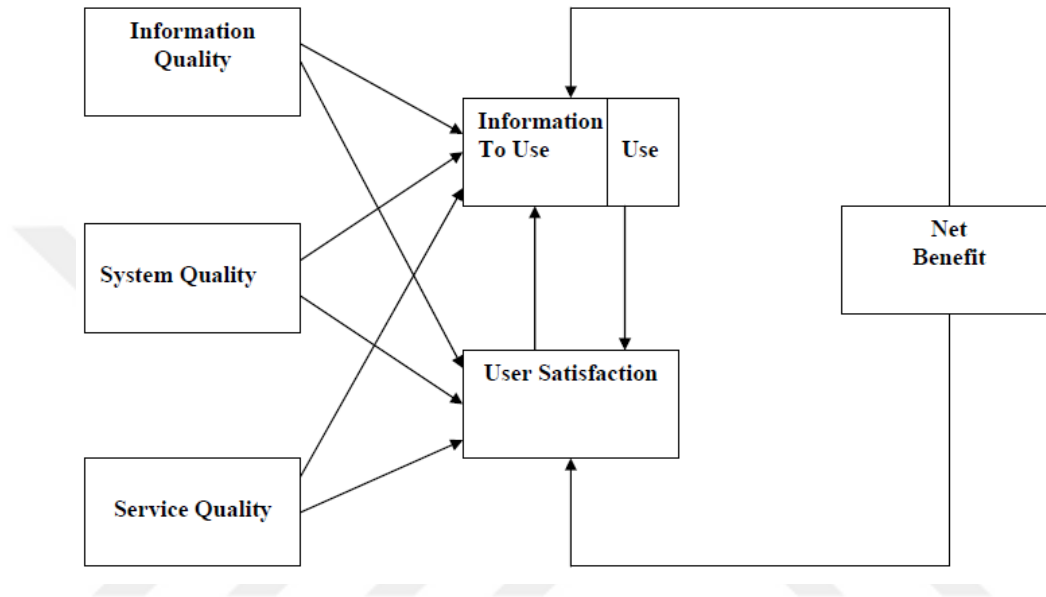 Information
Quality
Information
To Use
Use
System Quality
Net
Benefit
User Satisfaction
Service Quality